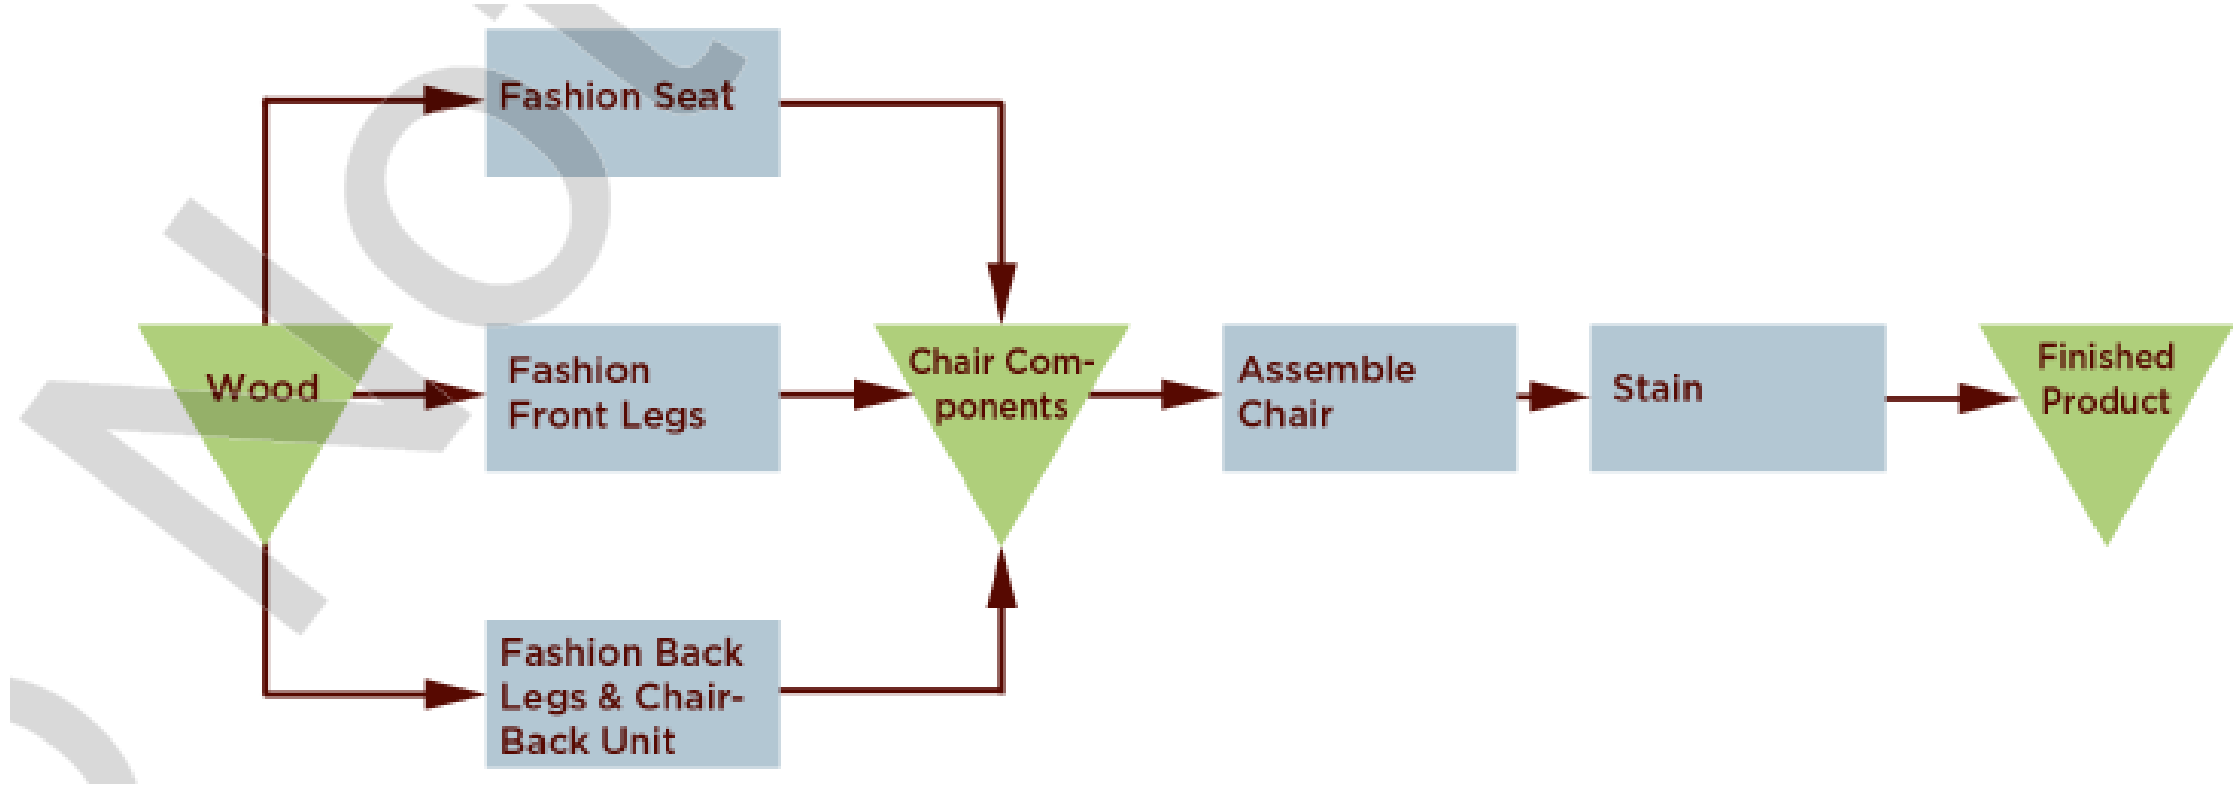 Fashion Seat
Wood
Fashion
Front Legs
Chair Com-
ponents
Assemble
Chair
Stain
Finished
Product
Fashion Back
Legs & Chair-
Back Unit